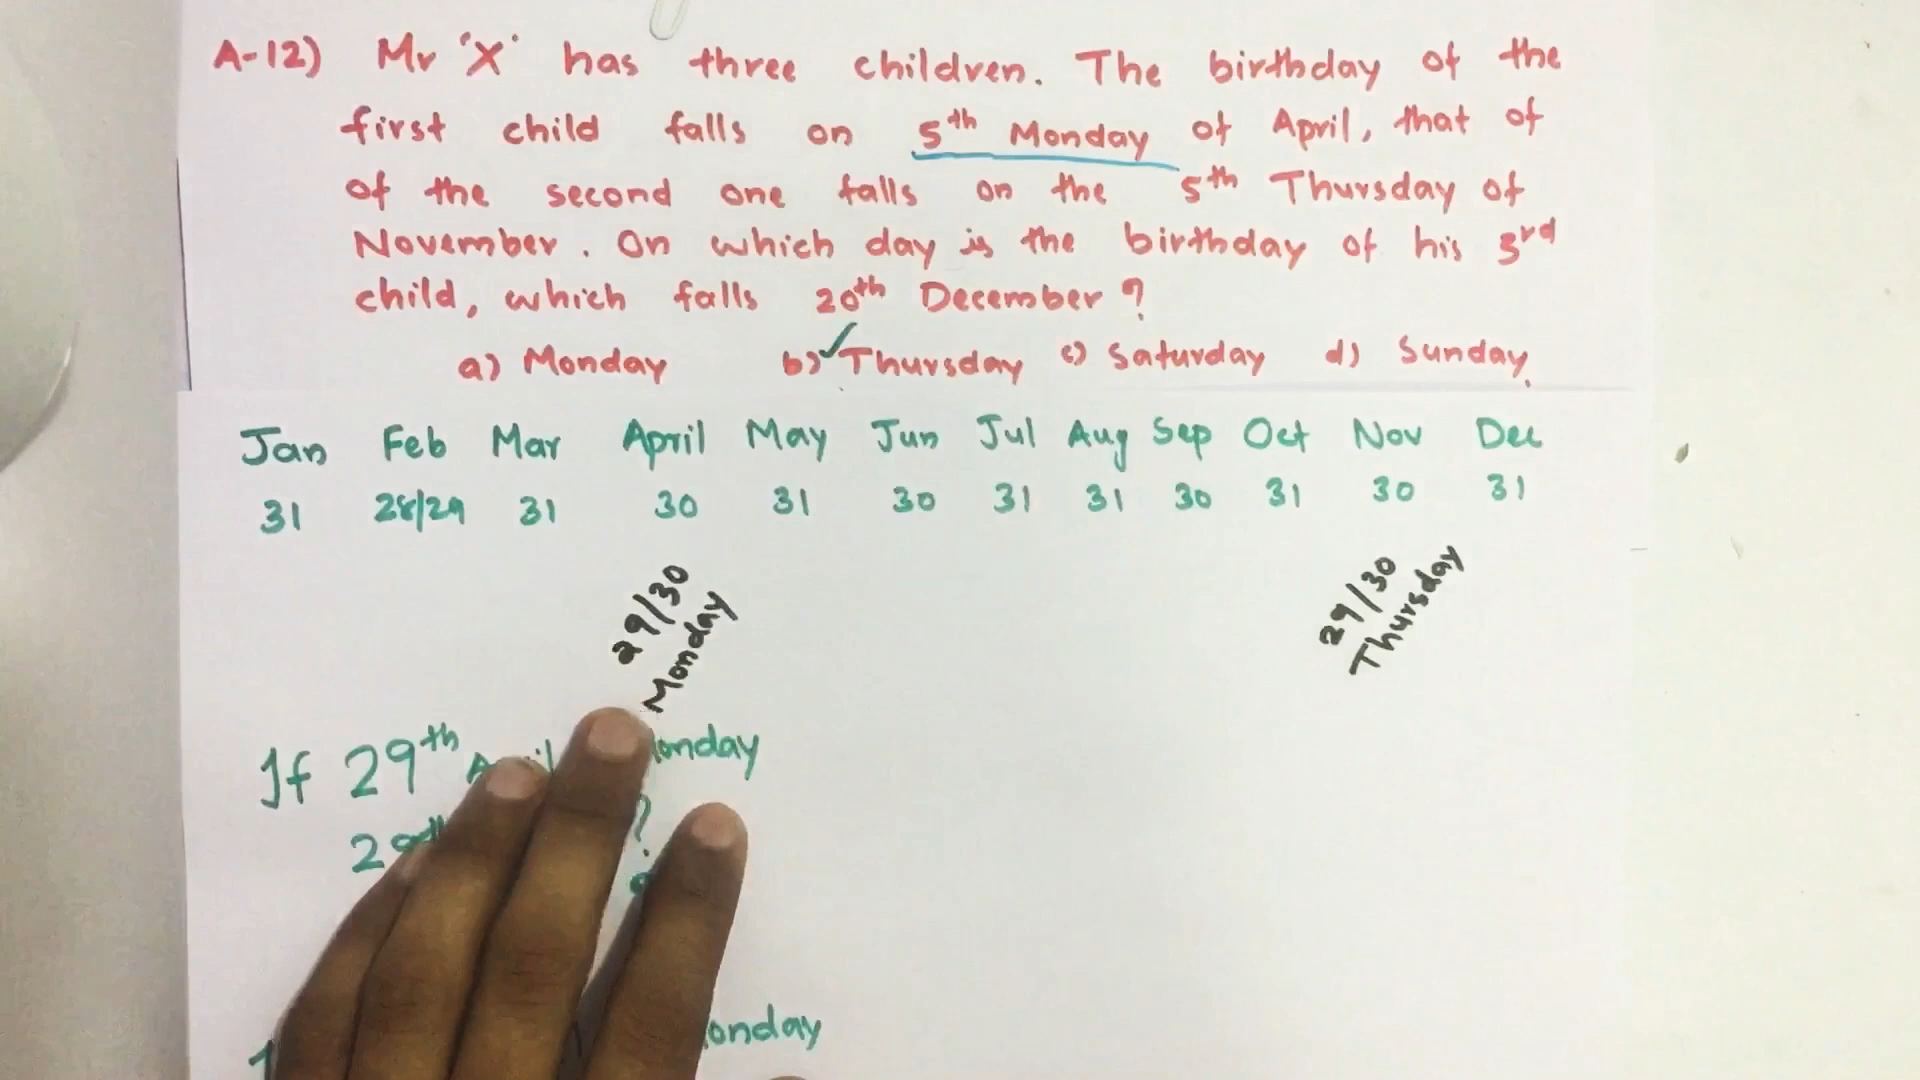 A-12) Mr 'X' has three children. The birthday of the
first child falls on 5th Monday of April, that of
of the second one falls on the 5th Thursday of
November. On which day is the birthday of his 3rd
child, which falls 20th December?
a) Monday b) Thursday c) Saturday d) Sunday
Jan Feb Mar April May Jun Jul Aug Sep Oct Nov Dec
31 28/29 31 30 31 30 31 31 30 31 30 31
29/30
Monday
29/30
Thursday
If 29th
?